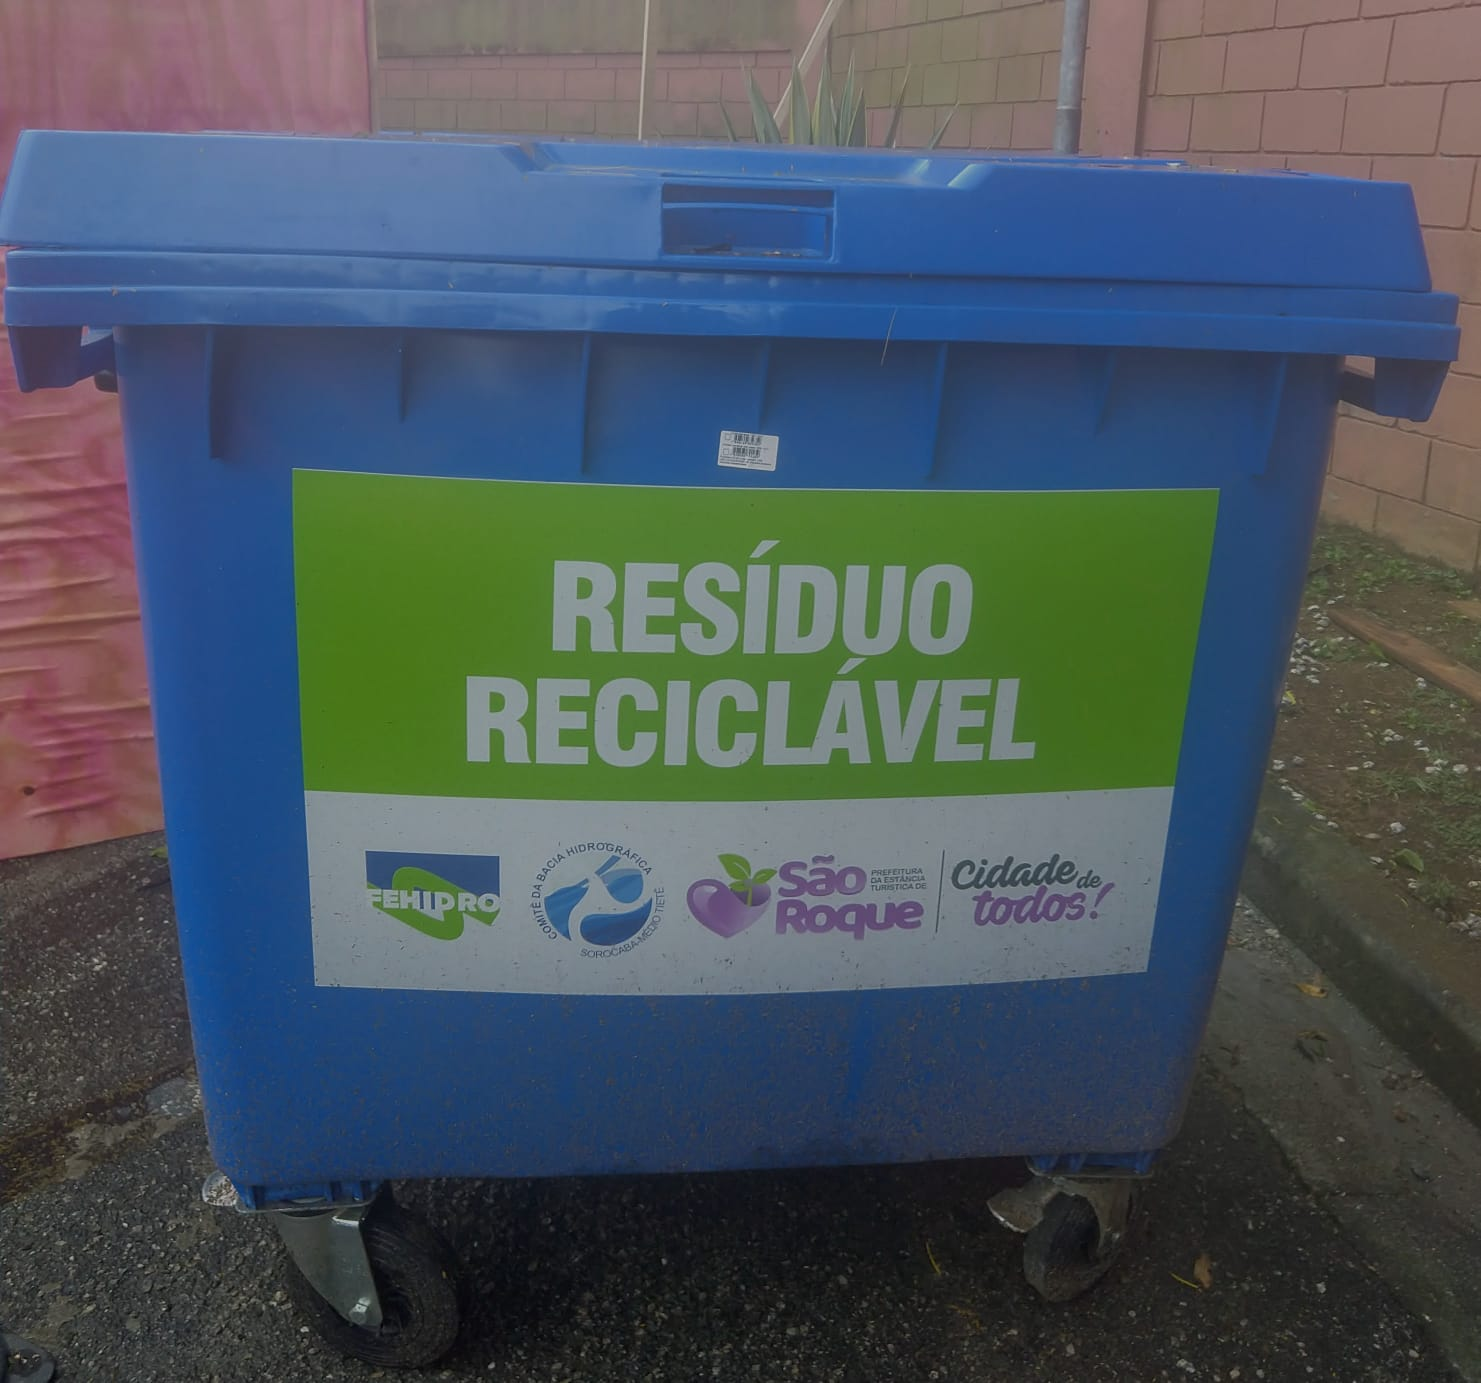 RESÍDUO
RECICLÁVEL
FEHIDRO
COMITÊ DA BACIA HIDROGRÁFICA
SOROCABA-MÉDIO TIETÊ
São
Roque
PREFEITURA
DA ESTÂNCIA
TURÍSTICA DE
Cidade de
todos!